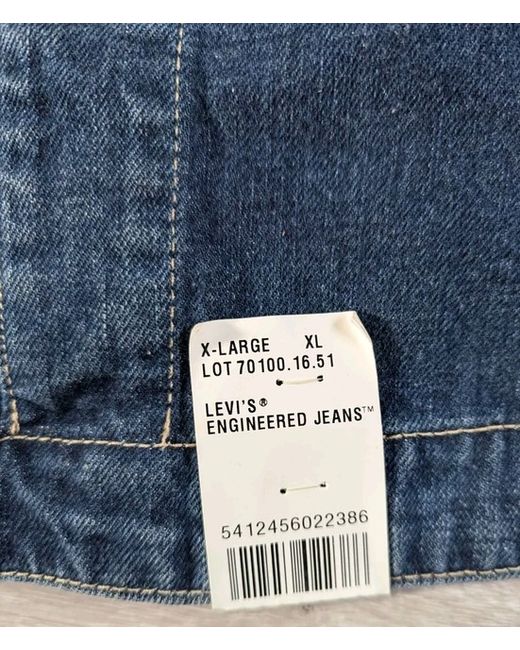 X-LARGE XL
LOT 70100.16.51
LEVI'S®
ENGINEERED JEANS™
5412456022386